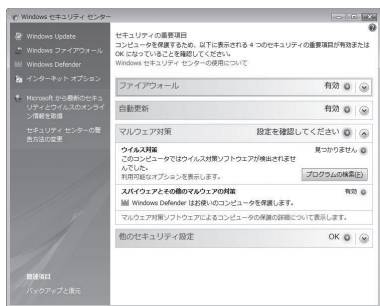 Windows セキュリティ センター
Windows Update
Windows ファイアウォール
Windows Defender
インターネット オプション
Microsoft から最新のセキュ
リティとウイルスのオンライ
ン情報を取得
セキュリティ センターの警
告方法の変更
関連項目
バックアップと復元
セキュリティの重要項目
コンピュータを保護するため、以下に表示される 4 つのセキュリティの重要項目が有効または
OK になっていることを確認してください。
Windows セキュリティ センターの使用について
ファイアウォール 有効
自動更新 有効
マルウェア対策 設定を確認してください
ウイルス対策 見つかりません
このコンピュータではウイルス対策ソフトウェアが検出されませ
んでした。
利用可能なオプションを表示します。
プログラムの検索(F)
スパイウェアとその他のマルウェアの対策 有効
Windows Defender はお使いのコンピュータを保護します。
マルウェア対策ソフトウェアによるコンピュータの保護の詳細について表示します。
他のセキュリティ設定 OK